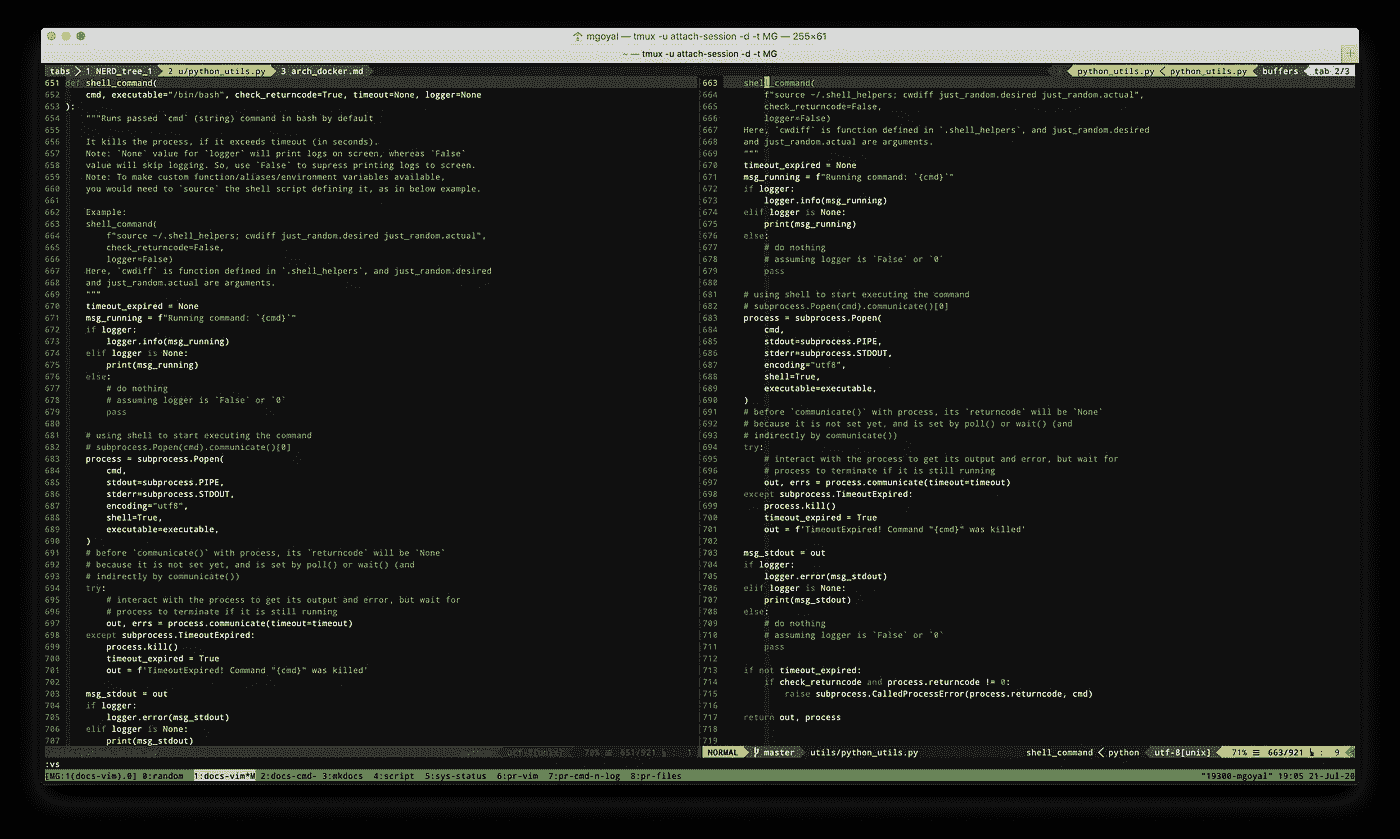 mgoyal — tmux -u attach-session -d -t MG — 255×61
~ — tmux -u attach-session -d -t MG
+
tabs 1 NERD_tree_1 2 u/python_utils.py 3 arch_docker.md python_utils.py python_utils.py buffers tab 2/3
651 def shell_command(
652     cmd, executable="/bin/bash", check_returncode=True, timeout=None, logger=None
653 ):
654     """Runs passed `cmd` (string) command in bash by default
655
656     It kills the process, if it exceeds timeout (in seconds).
657     Note: `None` value for `logger` will print logs on screen, whereas `False`
658     value will skip logging. So, use `False` to supress printing logs to screen.
659     Note: To make custom function/aliases/environment variables available,
660     you would need to `source` the shell script defining it, as in below example.
661
662     Example:
663     shell_command(
664         f"source ~/.shell_helpers; cwdiff just_random.desired just_random.actual",
665         check_returncode=False,
666         logger=False)
667     Here, `cwdiff` is function defined in `.shell_helpers`, and just_random.desired
668     and just_random.actual are arguments.
669     """
670     timeout_expired = None
671     msg_running = f"Running command: `{cmd}`"
672     if logger:
673         logger.info(msg_running)
674     elif logger is None:
675         print(msg_running)
676     else:
677         # do nothing
678         # assuming logger is `False` or `0`
679         pass
680
681     # using shell to start executing the command
682     # subprocess.Popen(cmd).communicate()[0]
683     process = subprocess.Popen(
684         cmd,
685         stdout=subprocess.PIPE,
686         stderr=subprocess.STDOUT,
687         encoding="utf8",
688         shell=True,
689         executable=executable,
690     )
691     # before `communicate()` with process, its `returncode` will be `None`
692     # because it is not set yet, and is set by poll() or wait() (and
693     # indirectly by communicate())
694     try:
695         # interact with the process to get its output and error, but wait for
696         # process to terminate if it is still running
697         out, errs = process.communicate(timeout=timeout)
698     except subprocess.TimeoutExpired:
699         process.kill()
700         timeout_expired = True
701         out = f'TimeoutExpired! Command "{cmd}" was killed'
702
703     msg_stdout = out
704     if logger:
705         logger.error(msg_stdout)
706     elif logger is None:
707         print(msg_stdout)
utf-8[unix] 70% 651/921 : 1
663     shell_command(
664         f"source ~/.shell_helpers; cwdiff just_random.desired just_random.actual",
665         check_returncode=False,
666         logger=False)
667     Here, `cwdiff` is function defined in `.shell_helpers`, and just_random.desired
668     and just_random.actual are arguments.
669     """
670     timeout_expired = None
671     msg_running = f"Running command: `{cmd}`"
672     if logger:
673         logger.info(msg_running)
674     elif logger is None:
675         print(msg_running)
676     else:
677         # do nothing
678         # assuming logger is `False` or `0`
679         pass
680
681     # using shell to start executing the command
682     # subprocess.Popen(cmd).communicate()[0]
683     process = subprocess.Popen(
684         cmd,
685         stdout=subprocess.PIPE,
686         stderr=subprocess.STDOUT,
687         encoding="utf8",
688         shell=True,
689         executable=executable,
690     )
691     # before `communicate()` with process, its `returncode` will be `None`
692     # because it is not set yet, and is set by poll() or wait() (and
693     # indirectly by communicate())
694     try:
695         # interact with the process to get its output and error, but wait for
696         # process to terminate if it is still running
697         out, errs = process.communicate(timeout=timeout)
698     except subprocess.TimeoutExpired:
699         process.kill()
700         timeout_expired = True
701         out = f'TimeoutExpired! Command "{cmd}" was killed'
702
703     msg_stdout = out
704     if logger:
705         logger.error(msg_stdout)
706     elif logger is None:
707         print(msg_stdout)
708     else:
709         # do nothing
710         # assuming logger is `False` or `0`
711         pass
712
713     if not timeout_expired:
714         if check_returncode and process.returncode != 0:
715             raise subprocess.CalledProcessError(process.returncode, cmd)
716
717     return out, process
718
719
NORMAL master utils/python_utils.py shell_command < python utf-8[unix] 71% 663/921 : 9
:vs
[MG:1(docs-vim).0] 0:random 1:docs-vim*M 2:docs-cmd- 3:mkdocs 4:script 5:sys-status 6:pr-vim 7:pr-cmd-n-log 8:pr-files "19300-mgoyal" 19:05 21-Jul-20